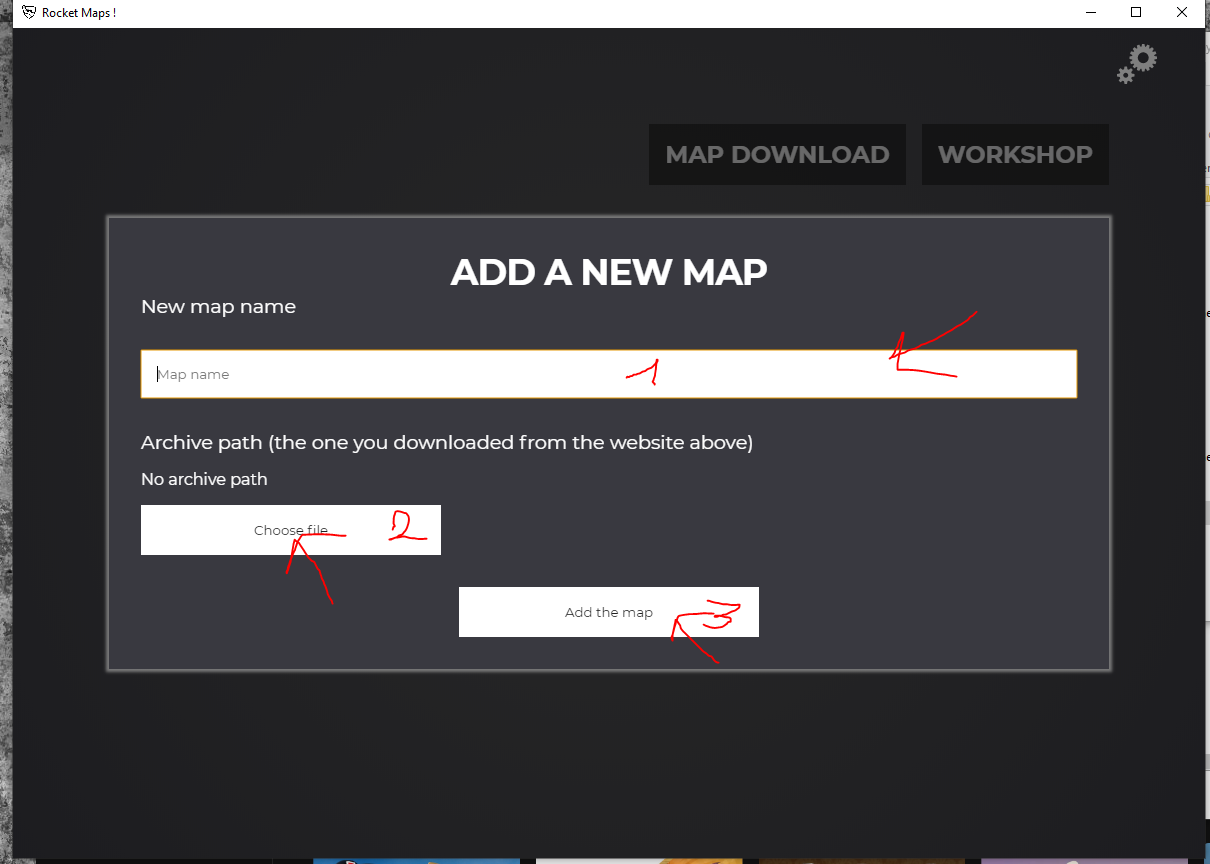 Rocket Maps !
MAP DOWNLOAD WORKSHOP
ADD A NEW MAP
New map name
Map name 1
Archive path (the one you downloaded from the website above)
No archive path
Choose file 2
Add the map 3